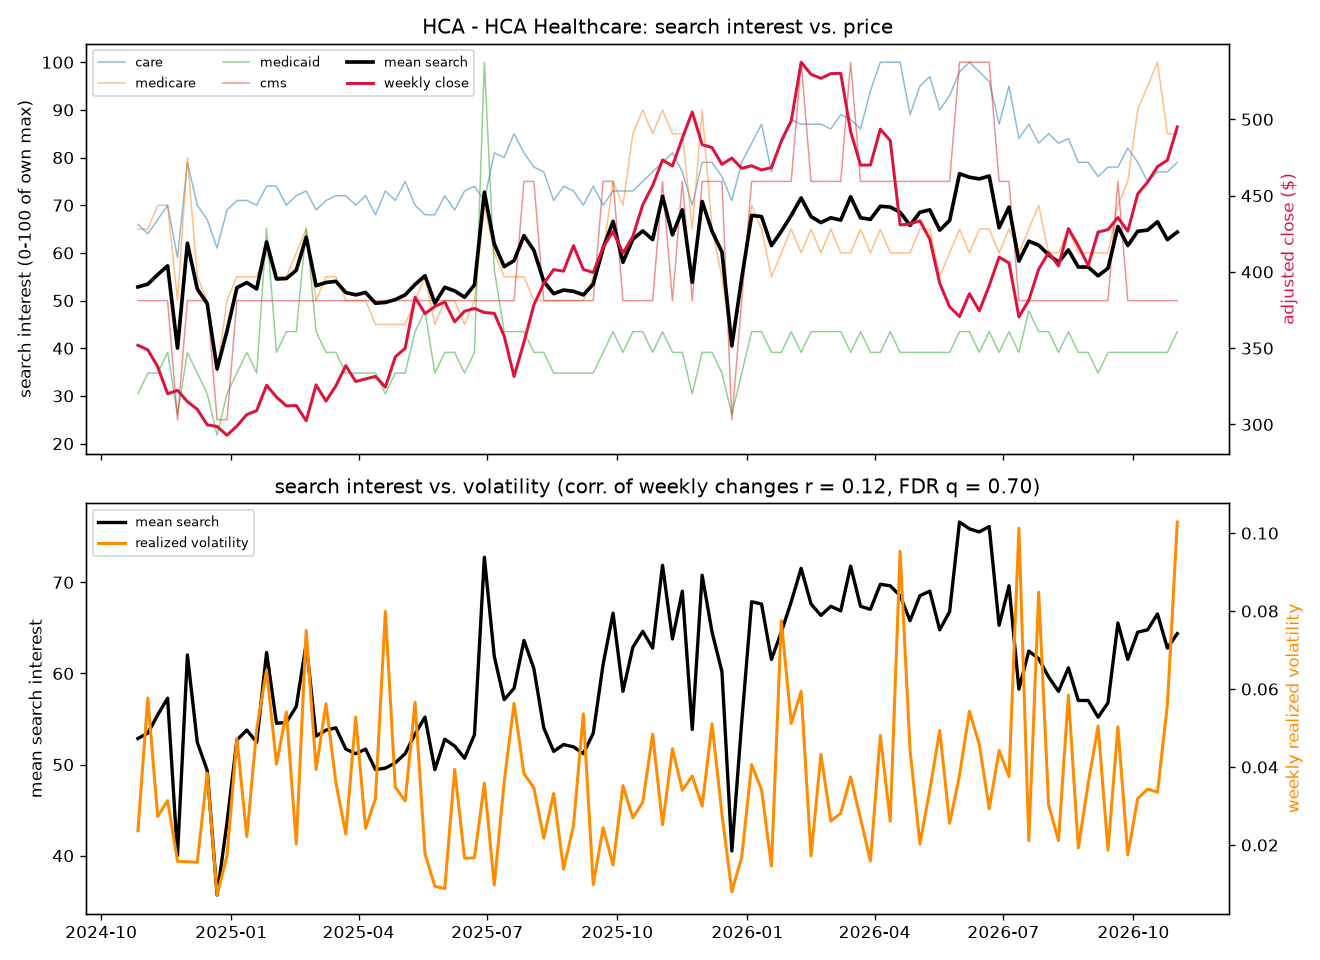 HCA - HCA Healthcare: search interest vs. price
care
medicare
medicaid
cms
mean search
weekly close
search interest (0-100 of own max)
100
90
80
70
60
50
40
30
20
500
450
400
350
300
adjusted close ($)
search interest vs. volatility (corr. of weekly changes r = 0.12, FDR q = 0.70)
mean search
realized volatility
mean search interest
70
60
50
40
0.10
0.08
0.06
0.04
0.02
weekly realized volatility
2024-10
2025-01
2025-04
2025-07
2025-10
2026-01
2026-04
2026-07
2026-10